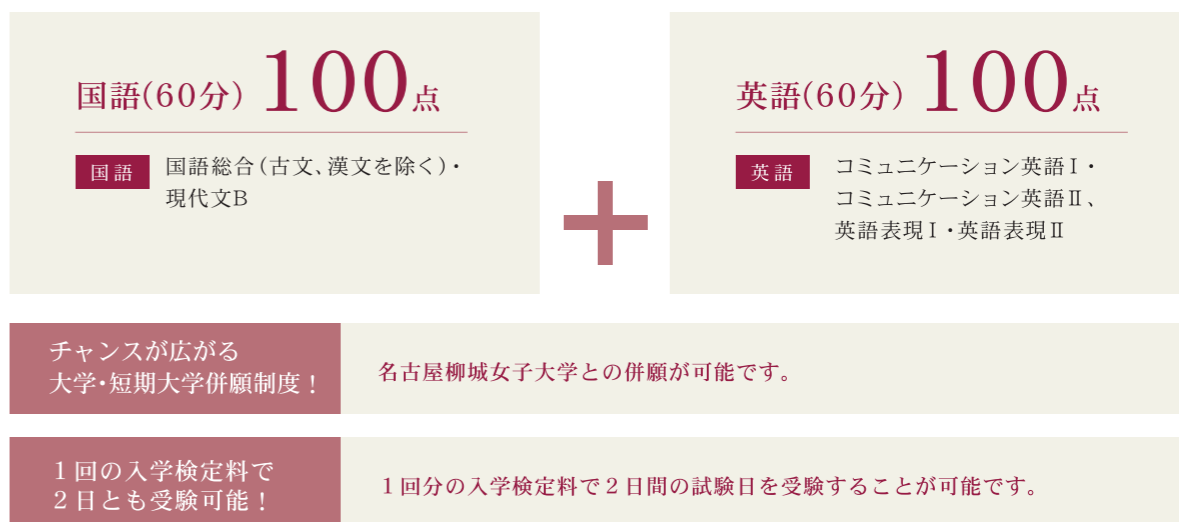 国語(60分) 100点
国語 国語総合(古文、漢文を除く)・
現代文B
+
英語(60分) 100点
英語 コミュニケーション英語Ⅰ・
コミュニケーション英語Ⅱ、
英語表現Ⅰ・英語表現Ⅱ
チャンスが広がる
大学・短期大学併願制度！
名古屋柳城女子大学との併願が可能です。
1回の入学検定料で
2日とも受験可能！
1回分の入学検定料で2日間の試験日を受験することが可能です。